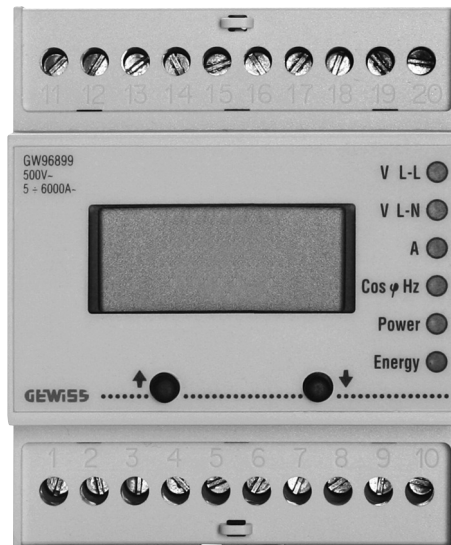 11 12 13 14 15 16 17 18 19 20
GW96899
500V~
5 ÷ 6000A~
V L-L
V L-N
A
Cos φ Hz
Power
Energy
GEWiSS
1 2 3 4 5 6 7 8 9 10